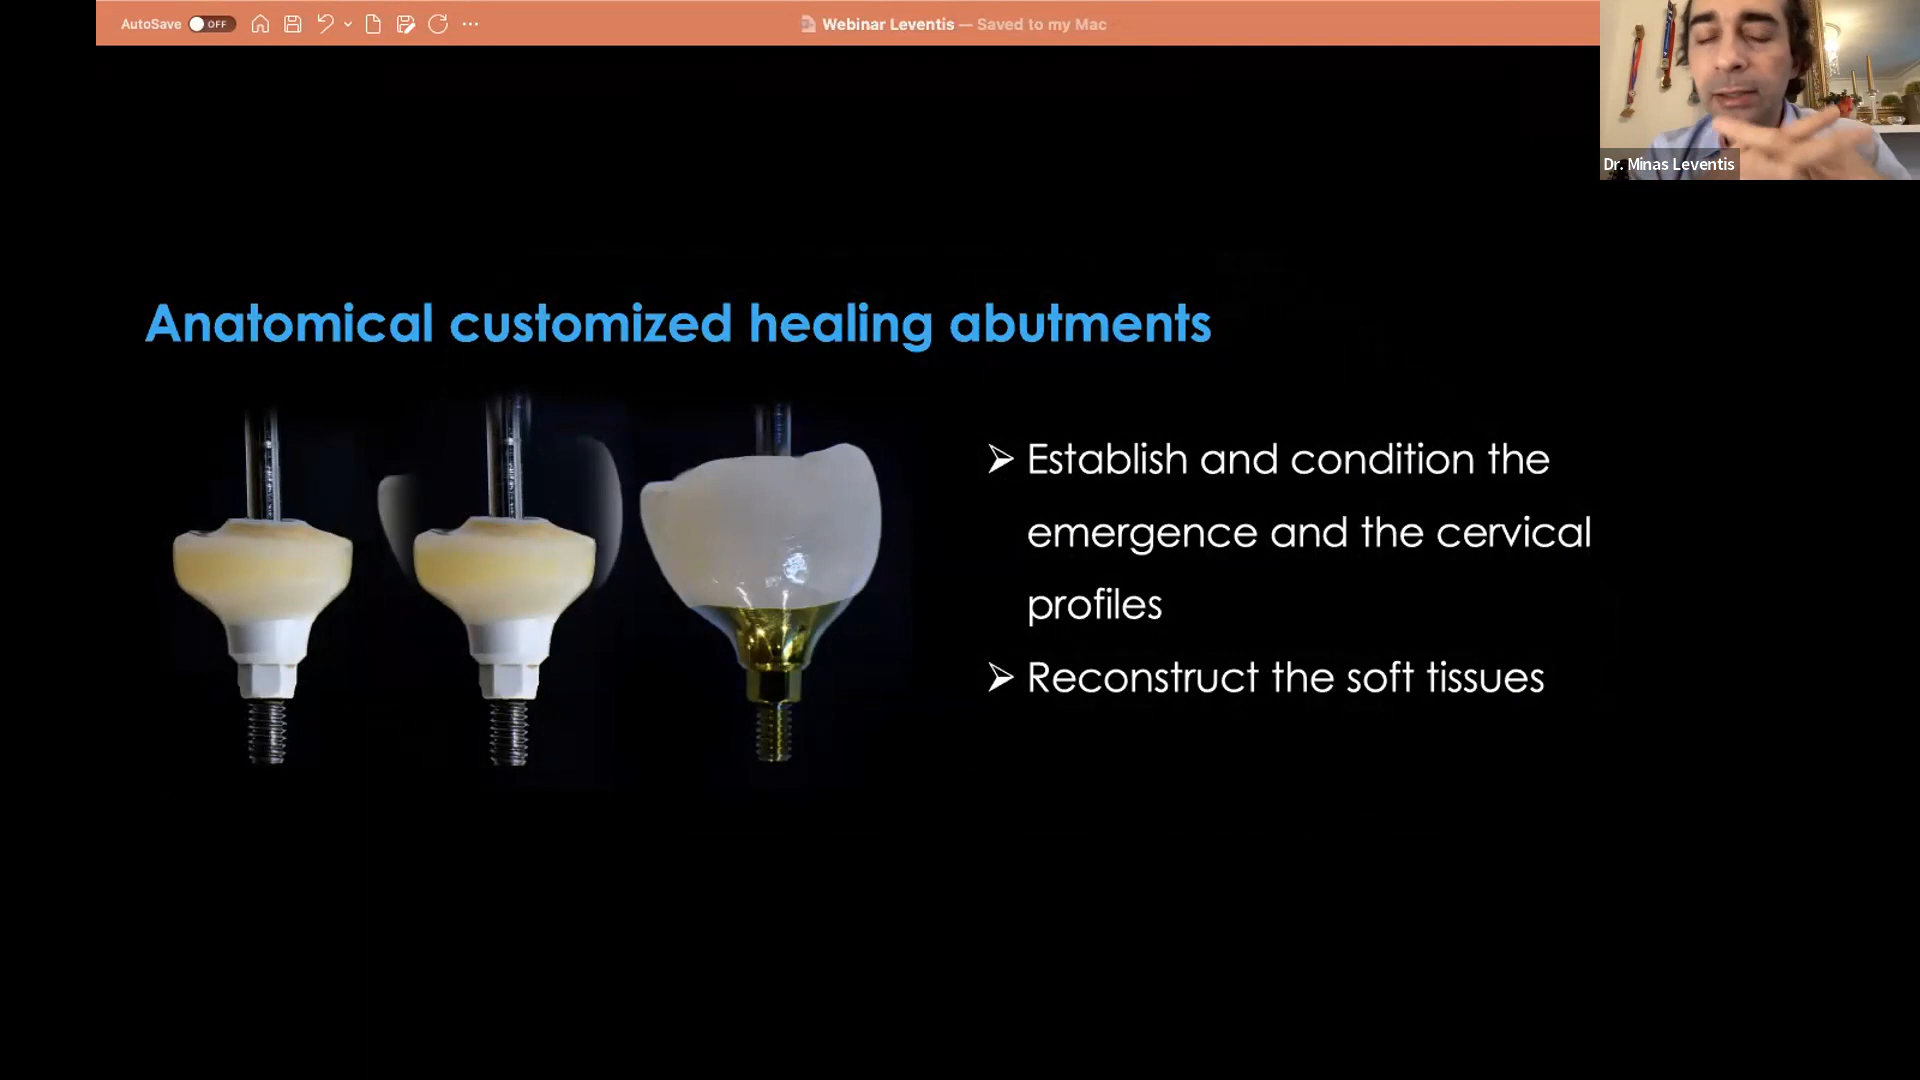 AutoSave OFF
Webinar Leventis — Saved to my Mac
Dr. Minas Leventis
Anatomical customized healing abutments
➢ Establish and condition the
emergence and the cervical
profiles
➢ Reconstruct the soft tissues